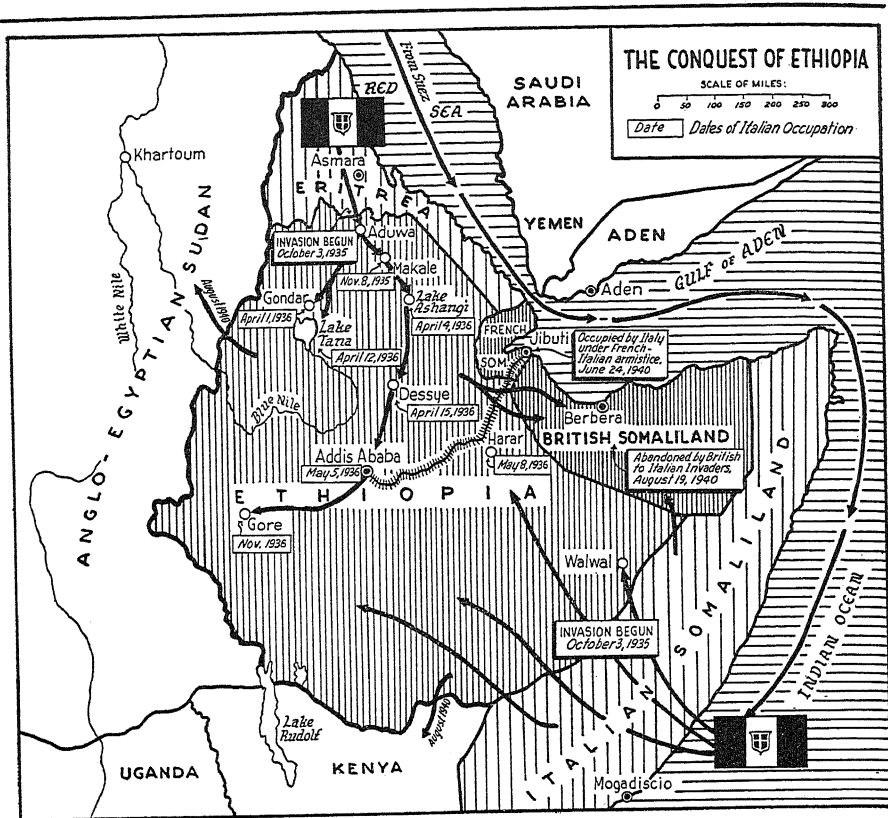 THE CONQUEST OF ETHIOPIA
SCALE OF MILES:
0 50 100 150 200 250 300
Date Dates of Italian Occupation
From Suez
RED
SEA
SAUDI
ARABIA
Khartoum
Asmara
ERITREA
YEMEN
ADEN
Aden
GULF OF ADEN
ANGLO-EGYPTIAN SUDAN
White Nile
August 1940
Aduwa
INVASION BEGUN
October 3, 1935
Makale
Nov. 8, 1935
Gondar
April 1, 1936
Lake
Ashangi
April 4, 1936
Lake
Tana
April 12, 1936
FRENCH
SOM.
Jibuti
Occupied by Italy
under French-
Italian armistice,
June 24, 1940
Blue Nile
Dessye
April 15, 1936
Berbera
BRITISH SOMALILAND
Abandoned by British
to Italian Invaders,
August 19, 1940
Harar
May 8, 1936
Addis Ababa
May 5, 1936
ETHIOPIA
Gore
Nov. 1936
Walwal
INVASION BEGUN
October 3, 1935
ITALIAN SOMALILAND
INDIAN OCEAN
August 1940
Lake
Rudolf
UGANDA
KENYA
Mogadiscio